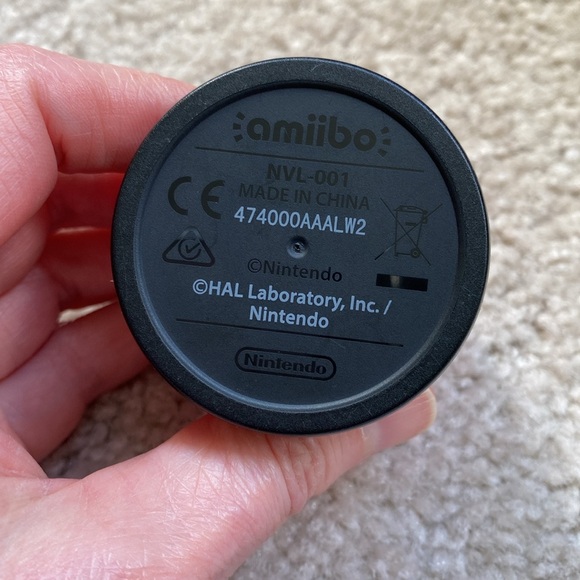 amiibo
NVL-001
MADE IN CHINA
CE
474000AAALW2
©Nintendo
©HAL Laboratory, Inc. /
Nintendo
Nintendo